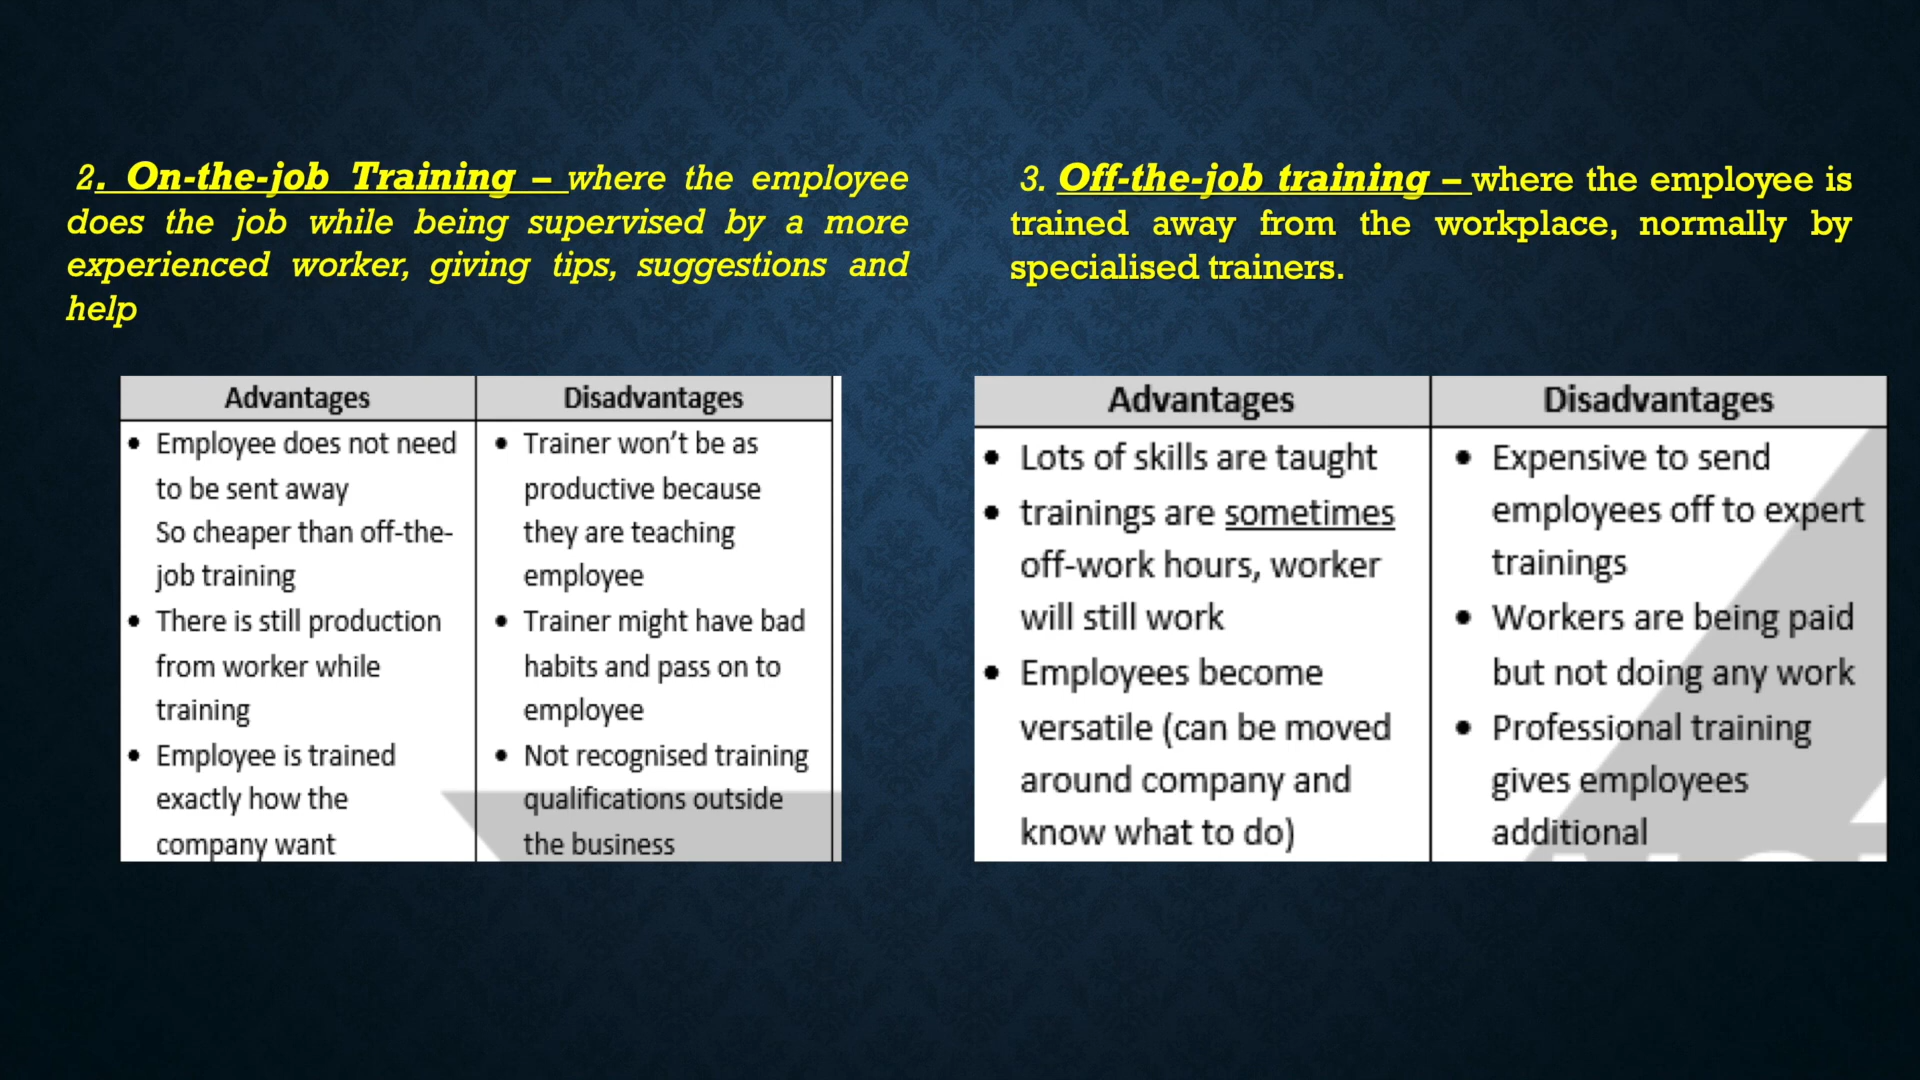 2. On-the-job Training – where the employee
does the job while being supervised by a more
experienced worker, giving tips, suggestions and
help
Advantages
Employee does not need
to be sent away
So cheaper than off-the-
job training
There is still production
from worker while
training
Employee is trained
exactly how the
company want
Disadvantages
Trainer won't be as
productive because
they are teaching
employee
Trainer might have bad
habits and pass on to
employee
Not recognised training
qualifications outside
the business
3. Off-the-job training – where the employee is
trained away from the workplace, normally by
specialised trainers.
Advantages
Lots of skills are taught
trainings are sometimes
off-work hours, worker
will still work
Employees become
versatile (can be moved
around company and
know what to do)
Disadvantages
Expensive to send
employees off to expert
trainings
Workers are being paid
but not doing any work
Professional training
gives employees
additional